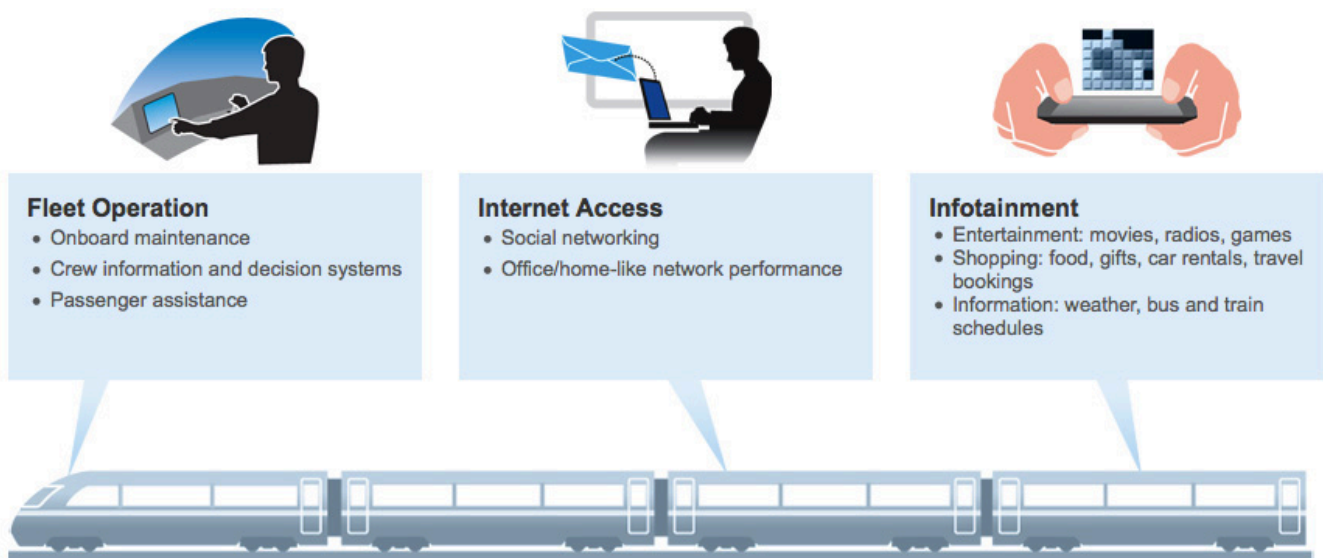 Fleet Operation
• Onboard maintenance
• Crew information and decision systems
• Passenger assistance
Internet Access
• Social networking
• Office/home-like network performance
Infotainment
• Entertainment: movies, radios, games
• Shopping: food, gifts, car rentals, travel
bookings
• Information: weather, bus and train
schedules